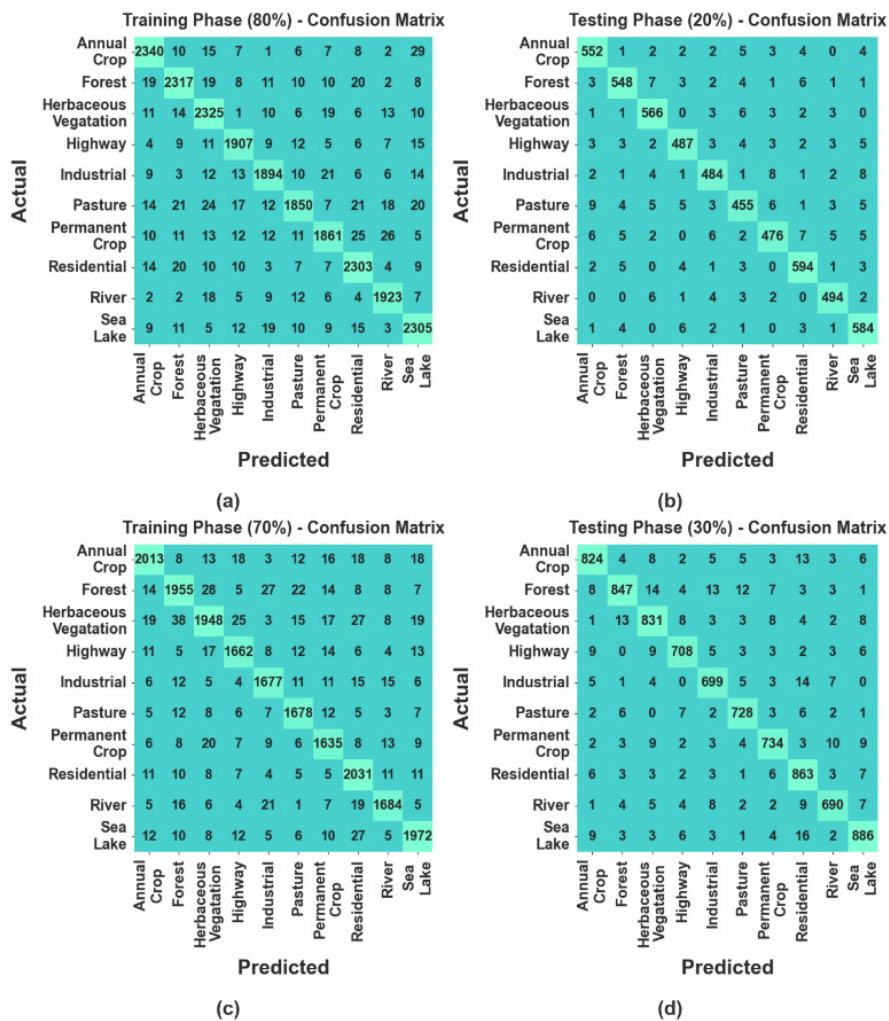 Training Phase (80%) - Confusion Matrix
Actual
Annual Crop 2340 10 15 7 1 6 7 8 2 29
Forest 19 2317 19 8 11 10 10 20 2 8
Herbaceous Vegatation 11 14 2325 1 10 6 19 6 13 10
Highway 4 9 11 1907 9 12 5 6 7 15
Industrial 9 3 12 13 1894 10 21 6 6 14
Pasture 14 21 24 17 12 1850 7 21 18 20
Permanent Crop 10 11 13 12 12 11 1861 25 26 5
Residential 14 20 10 10 3 7 7 2303 4 9
River 2 2 18 5 9 12 6 4 1923 7
Sea Lake 9 11 5 12 19 10 9 15 3 2305
Annual Crop Forest Herbaceous Vegatation Highway Industrial Pasture Permanent Crop Residential River Sea Lake
Predicted
(a)
Testing Phase (20%) - Confusion Matrix
Actual
Annual Crop 552 1 2 2 2 5 3 4 0 4
Forest 3 548 7 3 2 4 1 6 1 1
Herbaceous Vegatation 1 1 566 0 3 6 3 2 3 0
Highway 3 3 2 487 3 4 3 2 3 5
Industrial 2 1 4 1 484 1 8 1 2 8
Pasture 9 4 5 5 3 455 6 1 3 5
Permanent Crop 6 5 2 0 6 2 476 7 5 5
Residential 2 5 0 4 1 3 0 594 1 3
River 0 0 6 1 4 3 2 0 494 2
Sea Lake 1 4 0 6 2 1 0 3 1 584
Annual Crop Forest Herbaceous Vegatation Highway Industrial Pasture Permanent Crop Residential River Sea Lake
Predicted
(b)
Training Phase (70%) - Confusion Matrix
Actual
Annual Crop 2013 8 13 18 3 12 16 18 8 18
Forest 14 1955 28 5 27 22 14 8 8 7
Herbaceous Vegatation 19 38 1948 25 3 15 17 27 8 19
Highway 11 5 17 1662 8 12 14 6 4 13
Industrial 6 12 5 4 1677 11 11 15 15 6
Pasture 5 12 8 6 7 1678 12 5 3 7
Permanent Crop 6 8 20 7 9 6 1635 8 13 9
Residential 11 10 8 7 4 5 5 2031 11 11
River 5 16 6 4 21 1 7 19 1684 5
Sea Lake 12 10 8 12 5 6 10 27 5 1972
Annual Crop Forest Herbaceous Vegatation Highway Industrial Pasture Permanent Crop Residential River Sea Lake
Predicted
(c)
Testing Phase (30%) - Confusion Matrix
Actual
Annual Crop 824 4 8 2 5 5 3 13 3 6
Forest 8 847 14 4 13 12 7 3 3 1
Herbaceous Vegatation 1 13 831 8 3 3 8 4 2 8
Highway 9 0 9 708 5 3 3 2 3 6
Industrial 5 1 4 0 699 5 3 14 7 0
Pasture 2 6 0 7 2 728 3 6 2 1
Permanent Crop 2 3 9 2 3 4 734 3 10 9
Residential 6 3 3 2 3 1 6 863 3 7
River 1 4 5 4 8 2 2 9 690 7
Sea Lake 9 3 3 6 3 1 4 16 2 886
Annual Crop Forest Herbaceous Vegatation Highway Industrial Pasture Permanent Crop Residential River Sea Lake
Predicted
(d)